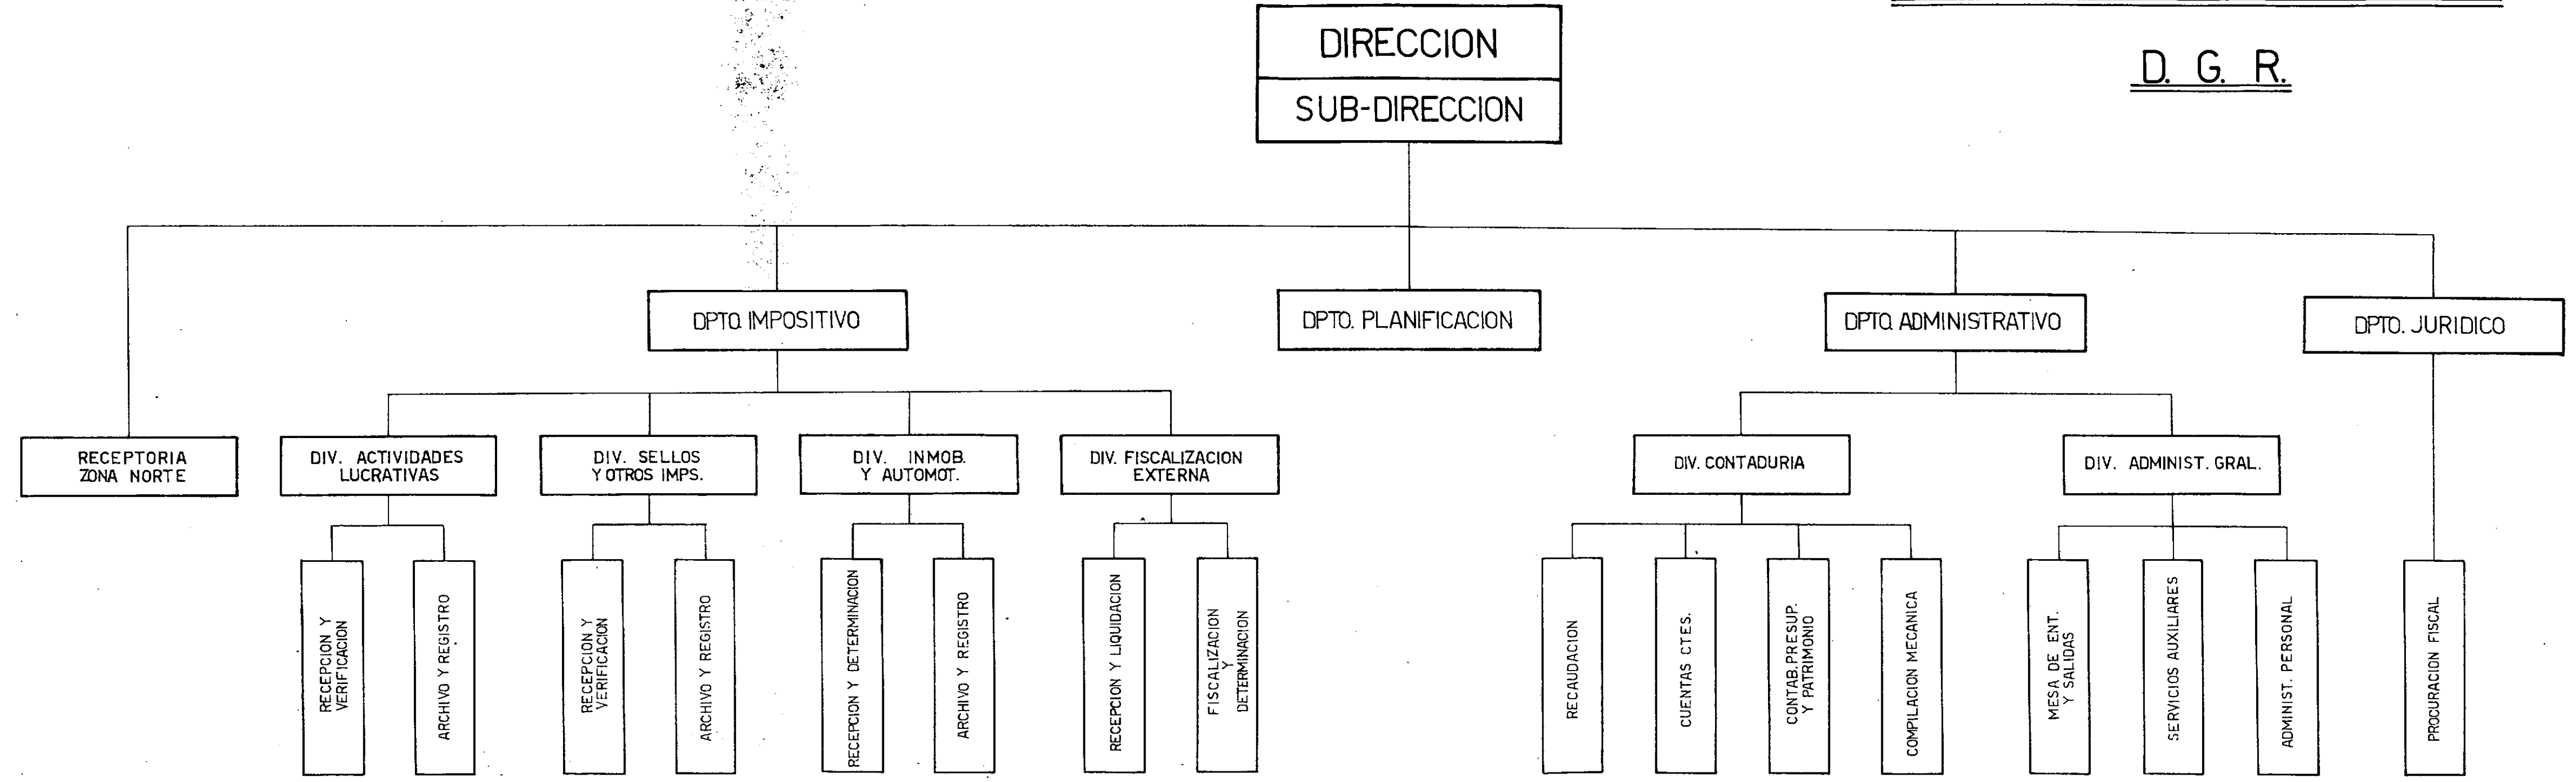 DIRECCION
SUB-DIRECCION
D. G. R.
DPTO. IMPOSITIVO
DPTO. PLANIFICACION
DPTO. ADMINISTRATIVO
DPTO. JURIDICO
RECEPTORIA
ZONA NORTE
DIV. ACTIVIDADES
LUCRATIVAS
DIV. SELLOS
Y OTROS IMPS.
DIV. INMOB.
Y AUTOMOT.
DIV. FISCALIZACION
EXTERNA
DIV. CONTADURIA
DIV. ADMINIST. GRAL.
RECEPCION Y
VERIFICACION
ARCHIVO Y REGISTRO
RECEPCION Y
VERIFICACION
ARCHIVO Y REGISTRO
RECEPCION Y DETERMINACION
ARCHIVO Y REGISTRO
RECEPCION Y LIQUIDACION
FISCALIZACION
Y
DETERMINACION
RECAUDACION
CUENTAS CTES.
CONTAB. PRESUP.
Y PATRIMONIO
COMPILACION MECANICA
MESA DE ENT.
Y SALIDAS
SERVICIOS AUXILIARES
ADMINIST. PERSONAL
PROCURACION FISCAL